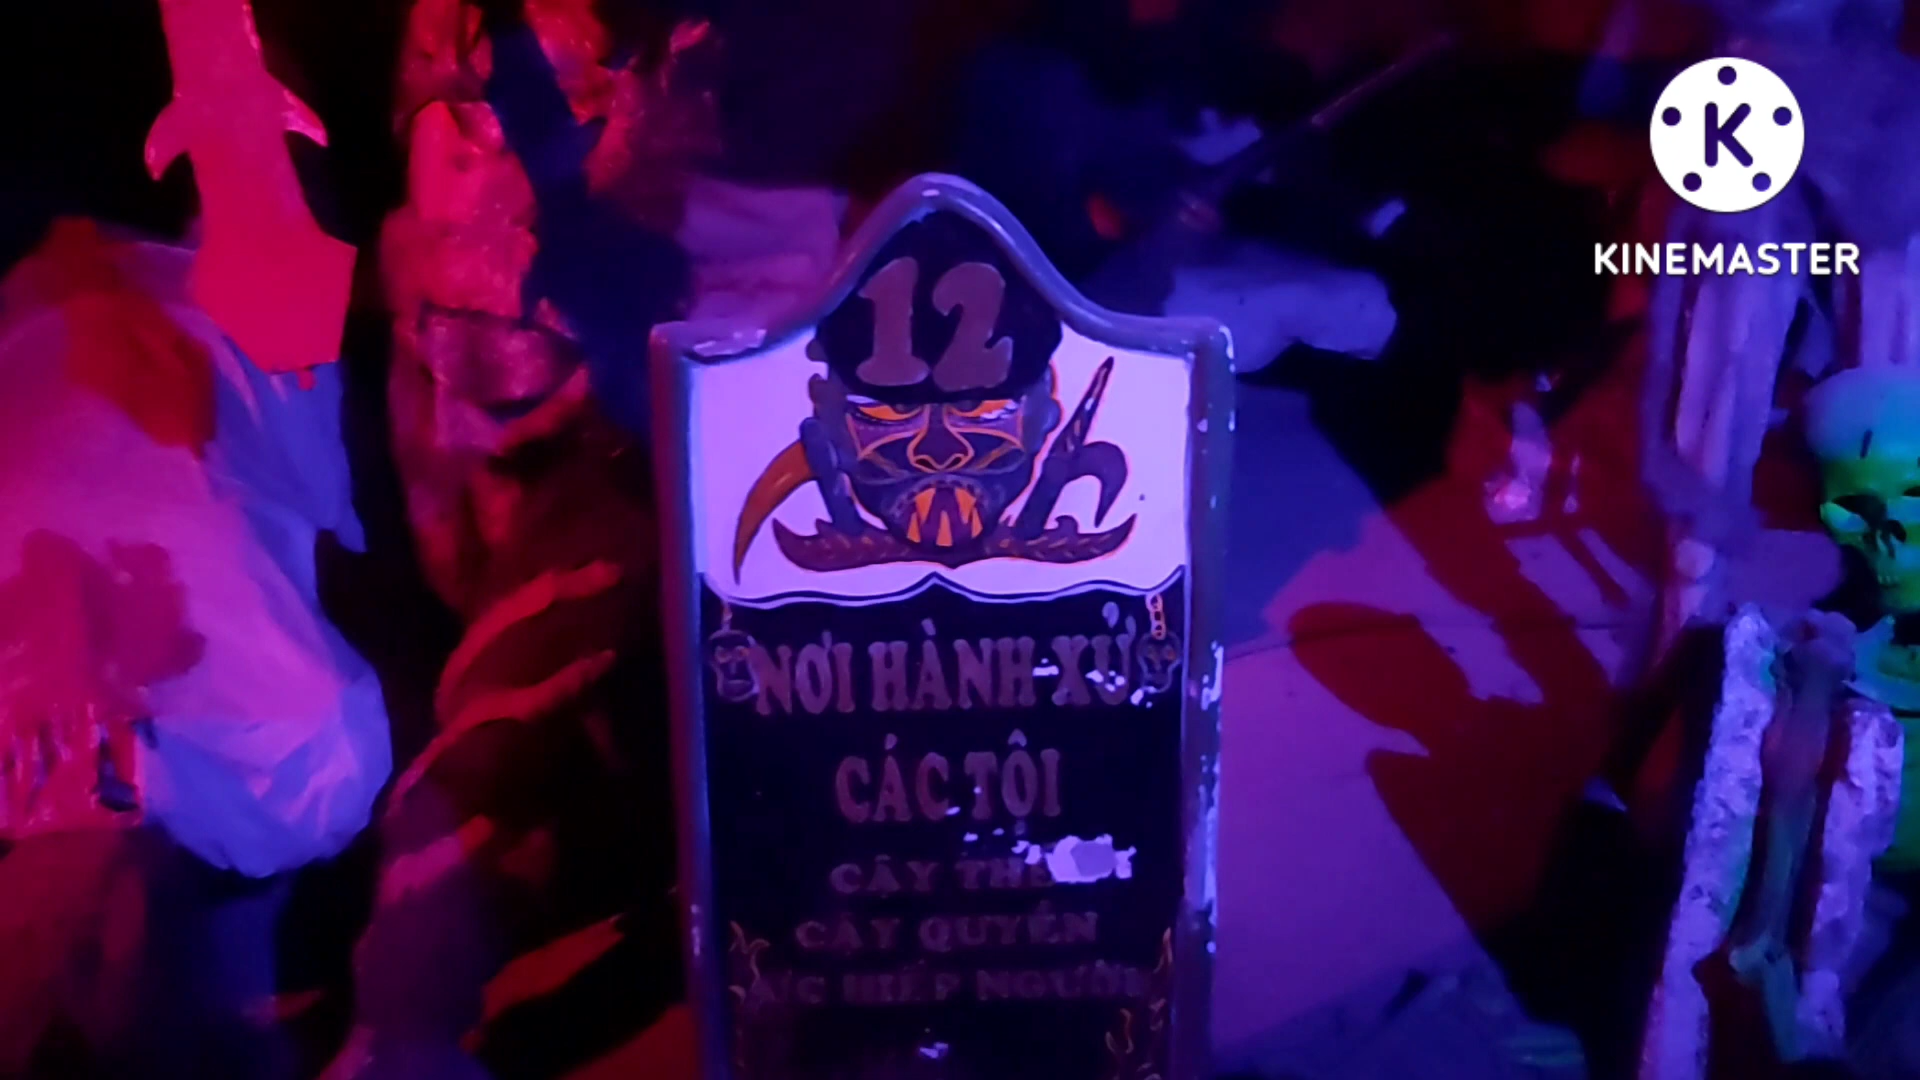 12
NƠI HÀNH XỬ
CÁC TỘI
CẬY
CẬY QUYỀN
HIẾP NGƯỜI
KINEMASTER